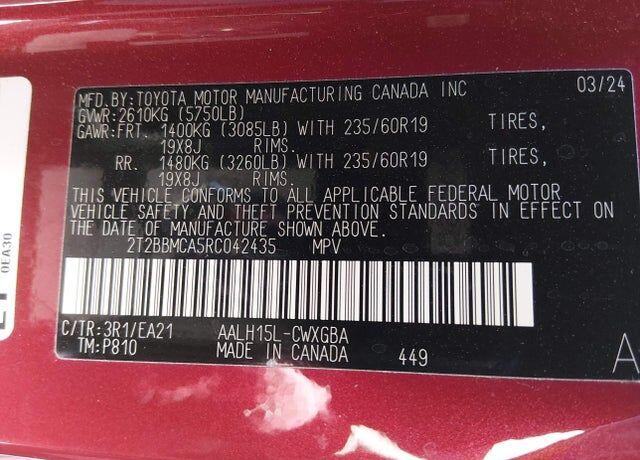 MFD. BY: TOYOTA MOTOR MANUFACTURING CANADA INC 03/24
GVWR: 2610KG (5750LB)
GAWR: FRT. 1400KG (3085LB) WITH 235/60R19 TIRES,
19X8J RIMS.
RR. 1480KG (3260LB) WITH 235/60R19 TIRES,
19X8J RIMS.
THIS VEHICLE CONFORMS TO ALL APPLICABLE FEDERAL MOTOR
VEHICLE SAFETY AND THEFT PREVENTION STANDARDS IN EFFECT ON
THE DATE OF MANUFACTURE SHOWN ABOVE.
2T2BBMCA5RC042435 MPV
C/TR: 3R1/EA21 AALH15L-CWXGBA
TM: P810 MADE IN CANADA 449
A
0EA30